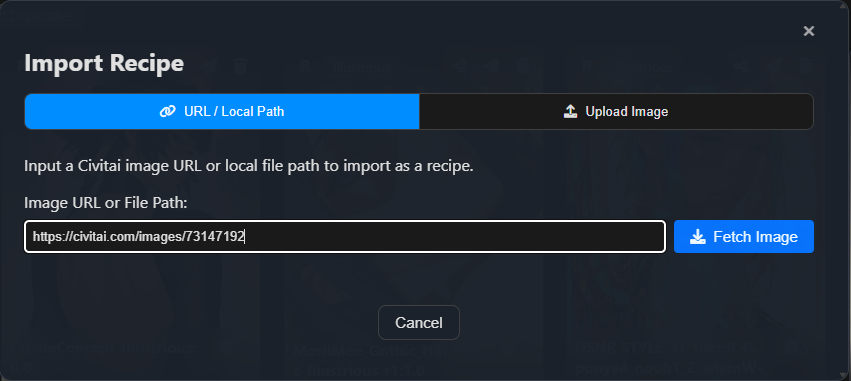 Import Recipe
URL / Local Path
Upload Image
Input a Civitai image URL or local file path to import as a recipe.
Image URL or File Path:
https://civitai.com/images/73147192
Fetch Image
Cancel